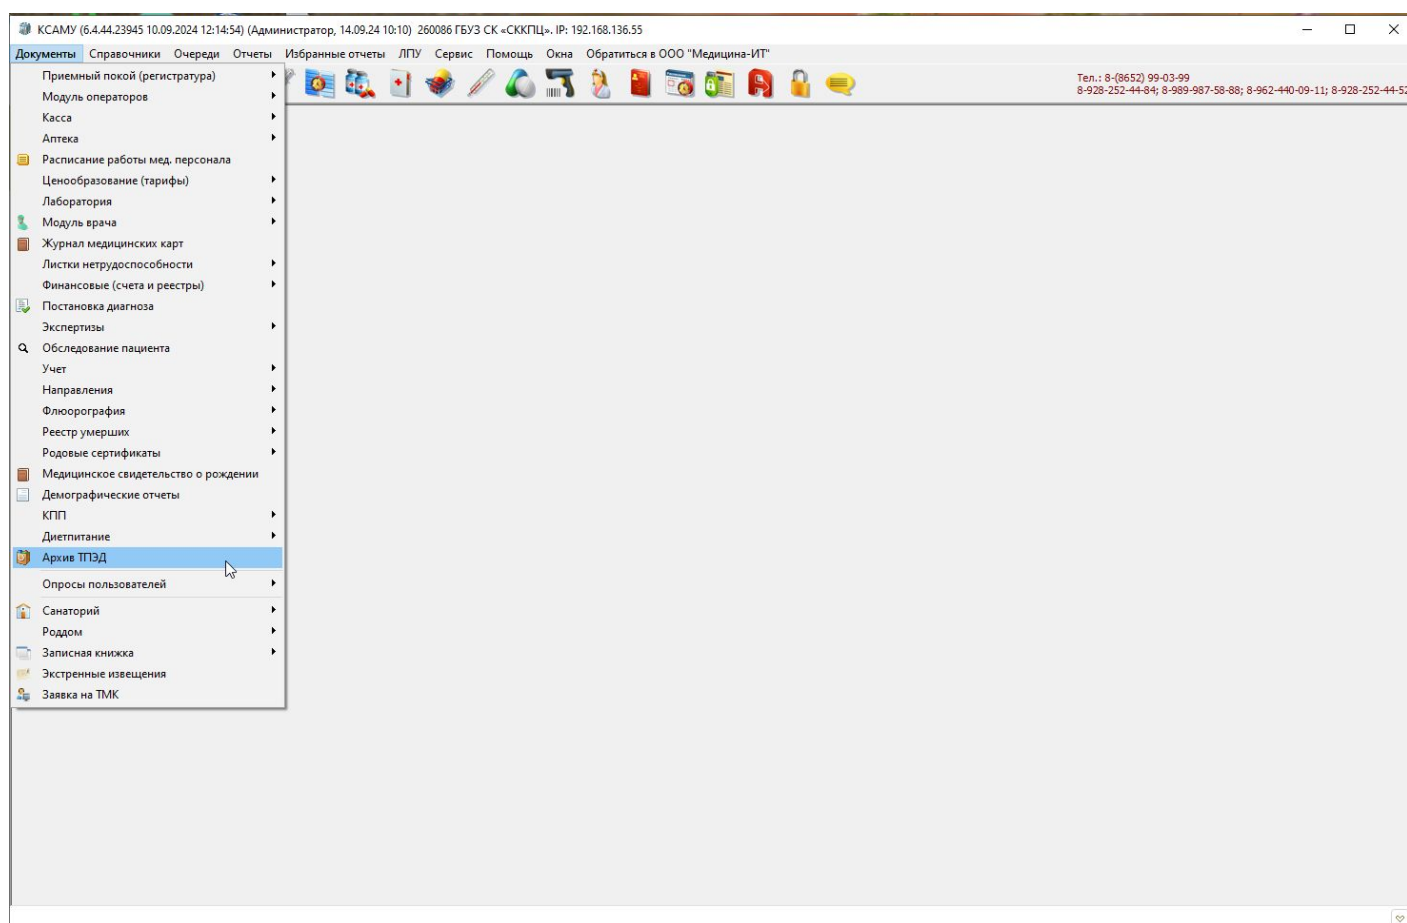 КСАМУ (6.4.44.23945 10.09.2024 12:14:54) (Администратор, 14.09.24 10:10) 260086 ГБУЗ СК «СККПЦ». IP: 192.168.136.55
Документы Справочники Очереди Отчеты Избранные отчеты ЛПУ Сервис Помощь Окна Обратиться в ООО "Медицина-ИТ"
Тел.: 8-(8652) 99-03-99
8-928-252-44-84; 8-989-987-58-88; 8-962-440-09-11; 8-928-252-44-52
Приемный покой (регистратура)
Модуль операторов
Касса
Аптека
Расписание работы мед. персонала
Ценообразование (тарифы)
Лаборатория
Модуль врача
Журнал медицинских карт
Листки нетрудоспособности
Финансовые (счета и реестры)
Постановка диагноза
Экспертизы
Обследование пациента
Учет
Направления
Флюорография
Реестр умерших
Родовые сертификаты
Медицинское свидетельство о рождении
Демографические отчеты
КПП
Диетпитание
Архив ТПЭД
Опросы пользователей
Санаторий
Роддом
Записная книжка
Экстренные извещения
Заявка на ТМК